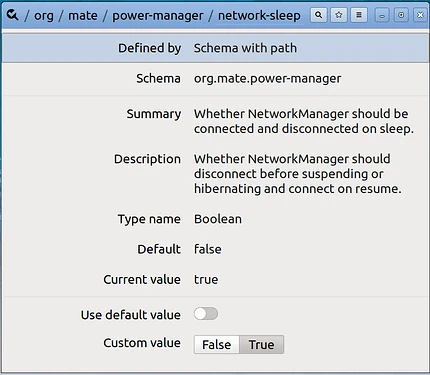 / org / mate / power-manager / network-sleep
Defined by Schema with path
Schema org.mate.power-manager
Summary Whether NetworkManager should be
connected and disconnected on sleep.
Description Whether NetworkManager should
disconnect before suspending or
hibernating and connect on resume.
Type name Boolean
Default false
Current value true
Use default value
Custom value False True